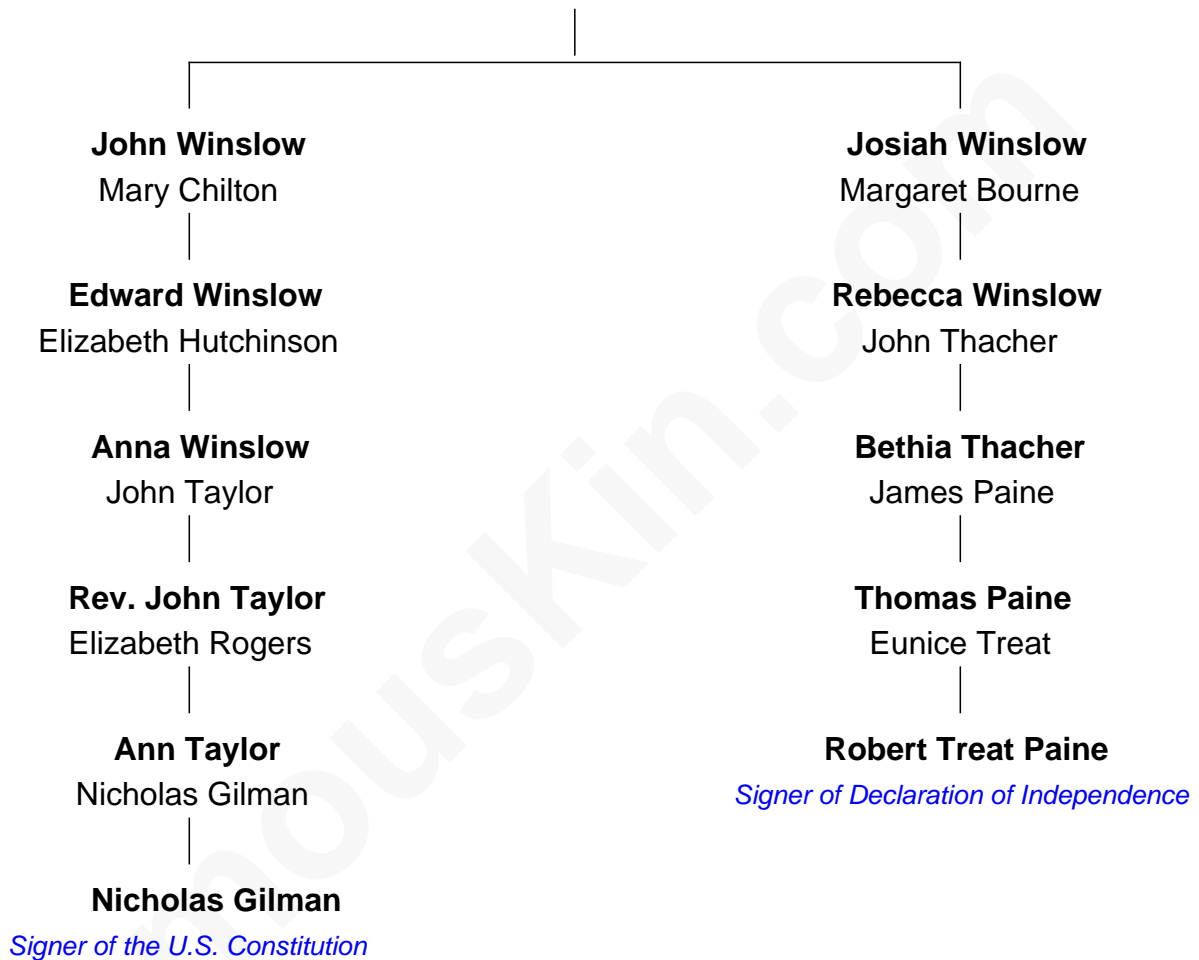 John Winslow
Mary Chilton
Edward Winslow
Elizabeth Hutchinson
Anna Winslow
John Taylor
Rev. John Taylor
Elizabeth Rogers
Ann Taylor
Nicholas Gilman
Nicholas Gilman
Signer of the U.S. Constitution
Josiah Winslow
Margaret Bourne
Rebecca Winslow
John Thacher
Bethia Thacher
James Paine
Thomas Paine
Eunice Treat
Robert Treat Paine
Signer of Declaration of Independence
mousKin.com